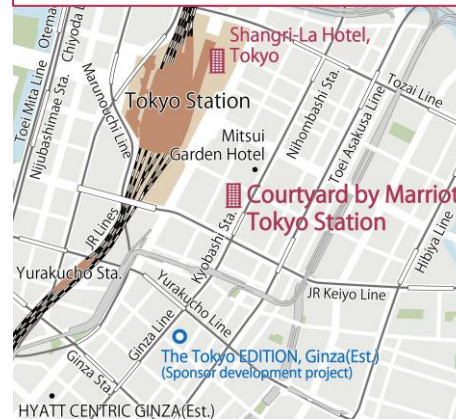 Shangri-La Hotel,
Tokyo
Otema
Chiyoda L
Toei Mita Line
Nijubashimae Sta.
Marunouchi Line
Tozai Line
Tokyo Station
Nihombashi Sta.
Toei Asakusa Line
Mitsui
Garden Hotel
Courtyard by Marriot
Tokyo Station
JR Lines
Kyobashi Sta.
Hibiya Line
Yurakucho Sta.
Yurakucho Line
JR Keiyo Line
Ginza Line
The Tokyo EDITION, Ginza(Est.)
(Sponsor development project)
Ginza Sta.
HYATT CENTRIC GINZA(Est.)